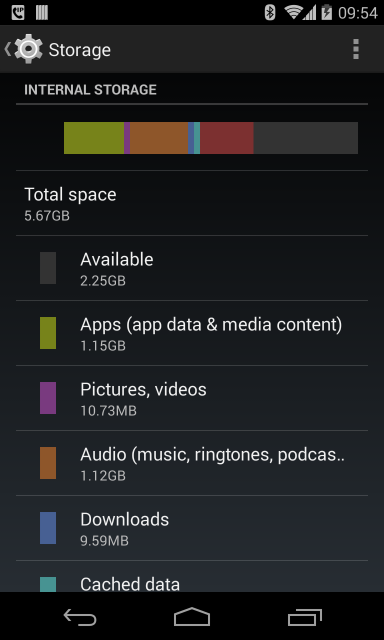 09:54
Storage
INTERNAL STORAGE
Total space
5.67GB
Available
2.25GB
Apps (app data & media content)
1.15GB
Pictures, videos
10.73MB
Audio (music, ringtones, podcas..
1.12GB
Downloads
9.59MB
Cached data